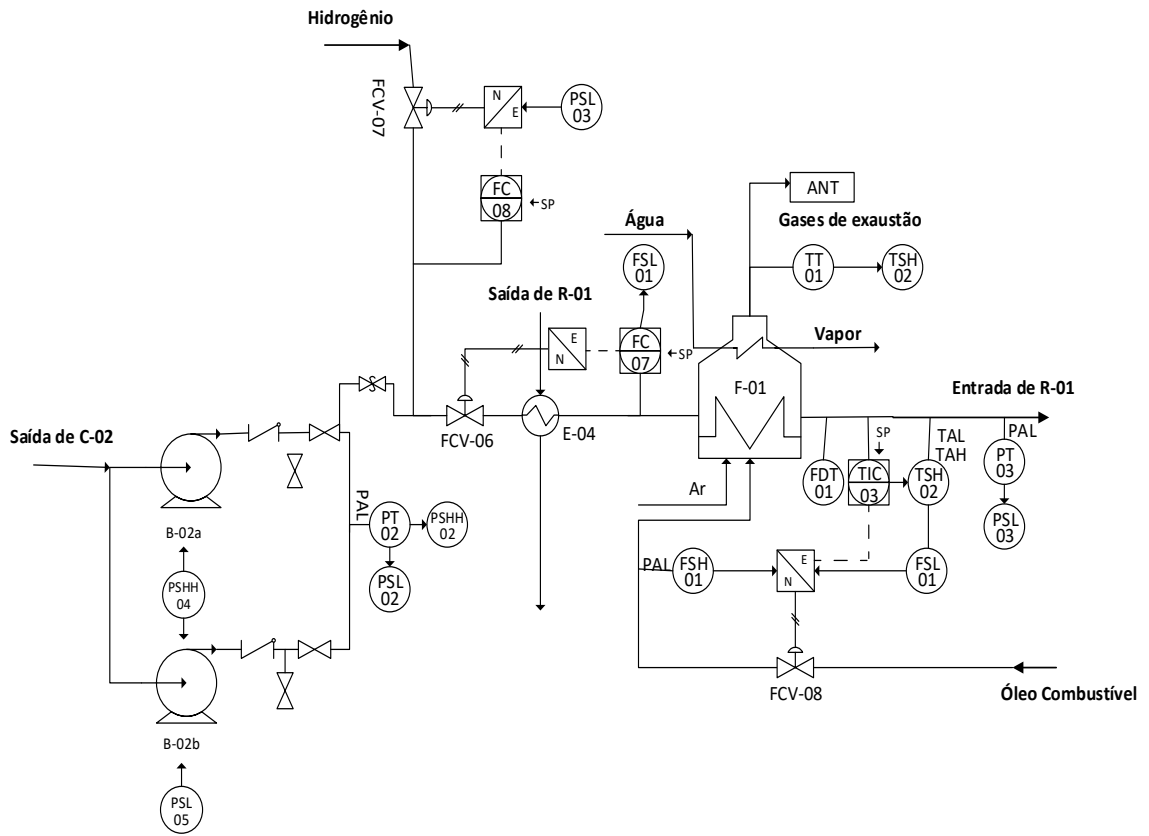 Hidrogênio
FCV-07
N
E
PSL
03
FC
08
SP
ANT
Gases de exaustão
Água
FSL
01
TT
01
TSH
02
Saída de R-01
E
N
FC
07
SP
Vapor
F-01
Entrada de R-01
FCV-06
E-04
Saída de C-02
SP
TAL
TAH
PAL
PT
03
FDT
01
TIC
03
TSH
02
Ar
PSL
03
B-02a
PAL
PT
02
PSHH
02
PSL
02
PSHH
04
PAL
FSH
01
E
N
FSL
01
FCV-08
Óleo Combustível
B-02b
PSL
05